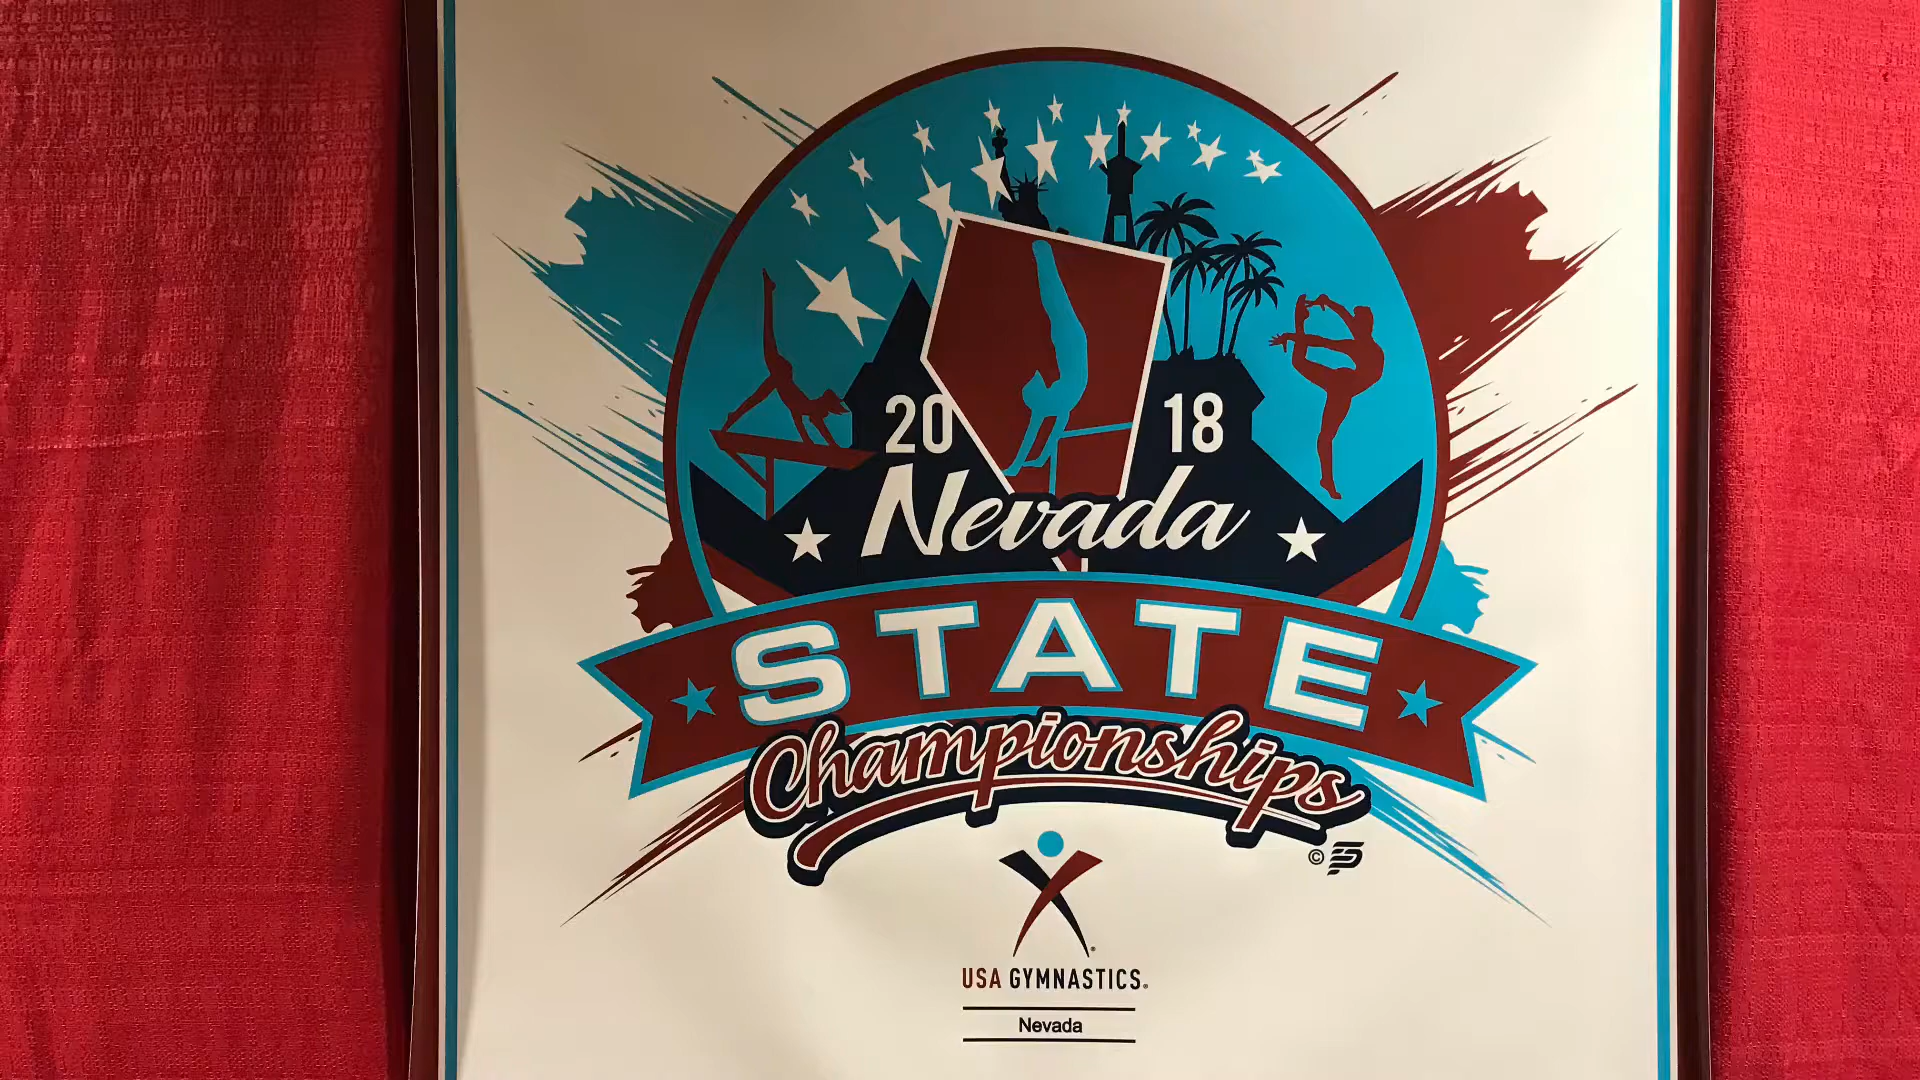 20 18
Nevada
STATE
Championships
©
USA GYMNASTICS®
Nevada